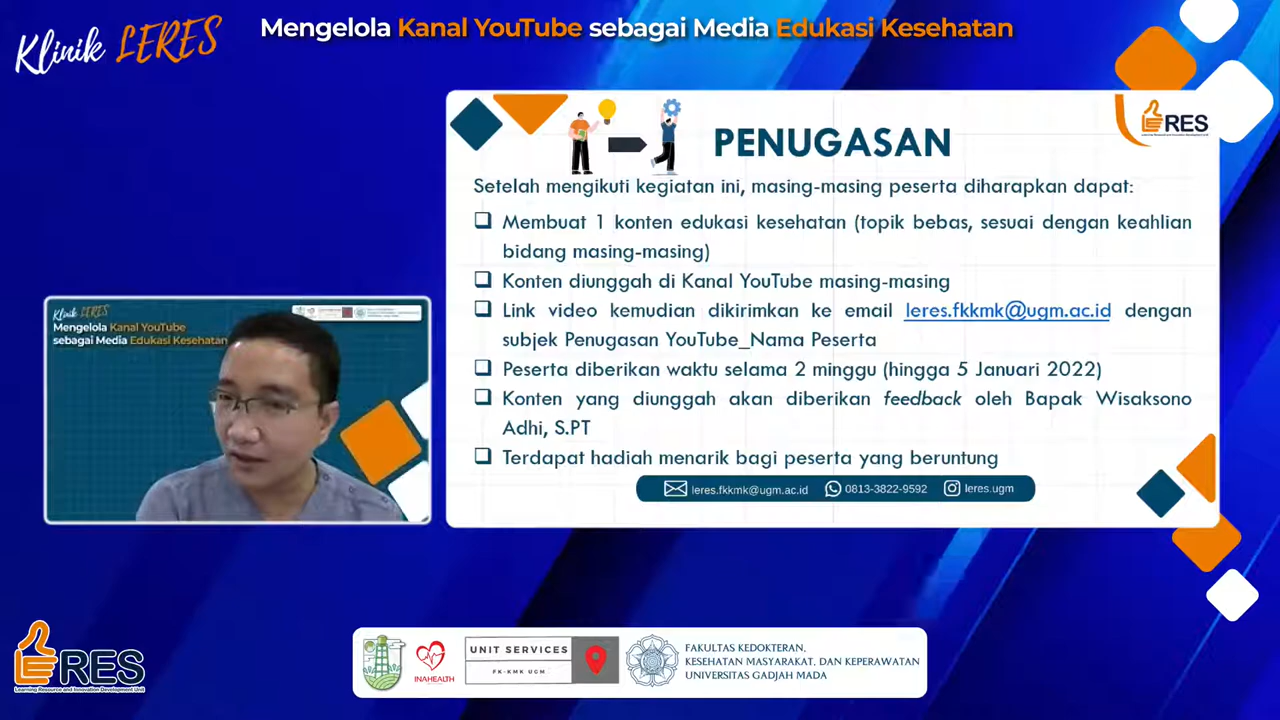 Klinik LERES
Mengelola Kanal YouTube sebagai Media Edukasi Kesehatan
RES
PENUGASAN
Setelah mengikuti kegiatan ini, masing-masing peserta diharapkan dapat:
❑ Membuat 1 konten edukasi kesehatan (topik bebas, sesuai dengan keahlian
bidang masing-masing)
❑ Konten diunggah di Kanal YouTube masing-masing
❑ Link video kemudian dikirimkan ke email leres.fkkmk@ugm.ac.id dengan
subjek Penugasan YouTube_Nama Peserta
❑ Peserta diberikan waktu selama 2 minggu (hingga 5 Januari 2022)
❑ Konten yang diunggah akan diberikan feedback oleh Bapak Wisaksono
Adhi, S.PT
❑ Terdapat hadiah menarik bagi peserta yang beruntung
leres.fkkmk@ugm.ac.id 0813-3822-9592 leres.ugm
Klinik LERES
Mengelola Kanal YouTube
sebagai Media Edukasi Kesehatan
LERES
Learning Resource and Innovation Development Unit
INAHEALTH
UNIT SERVICES
FK-KMK UGM
FAKULTAS KEDOKTERAN,
KESEHATAN MASYARAKAT, DAN KEPERAWATAN
UNIVERSITAS GADJAH MADA